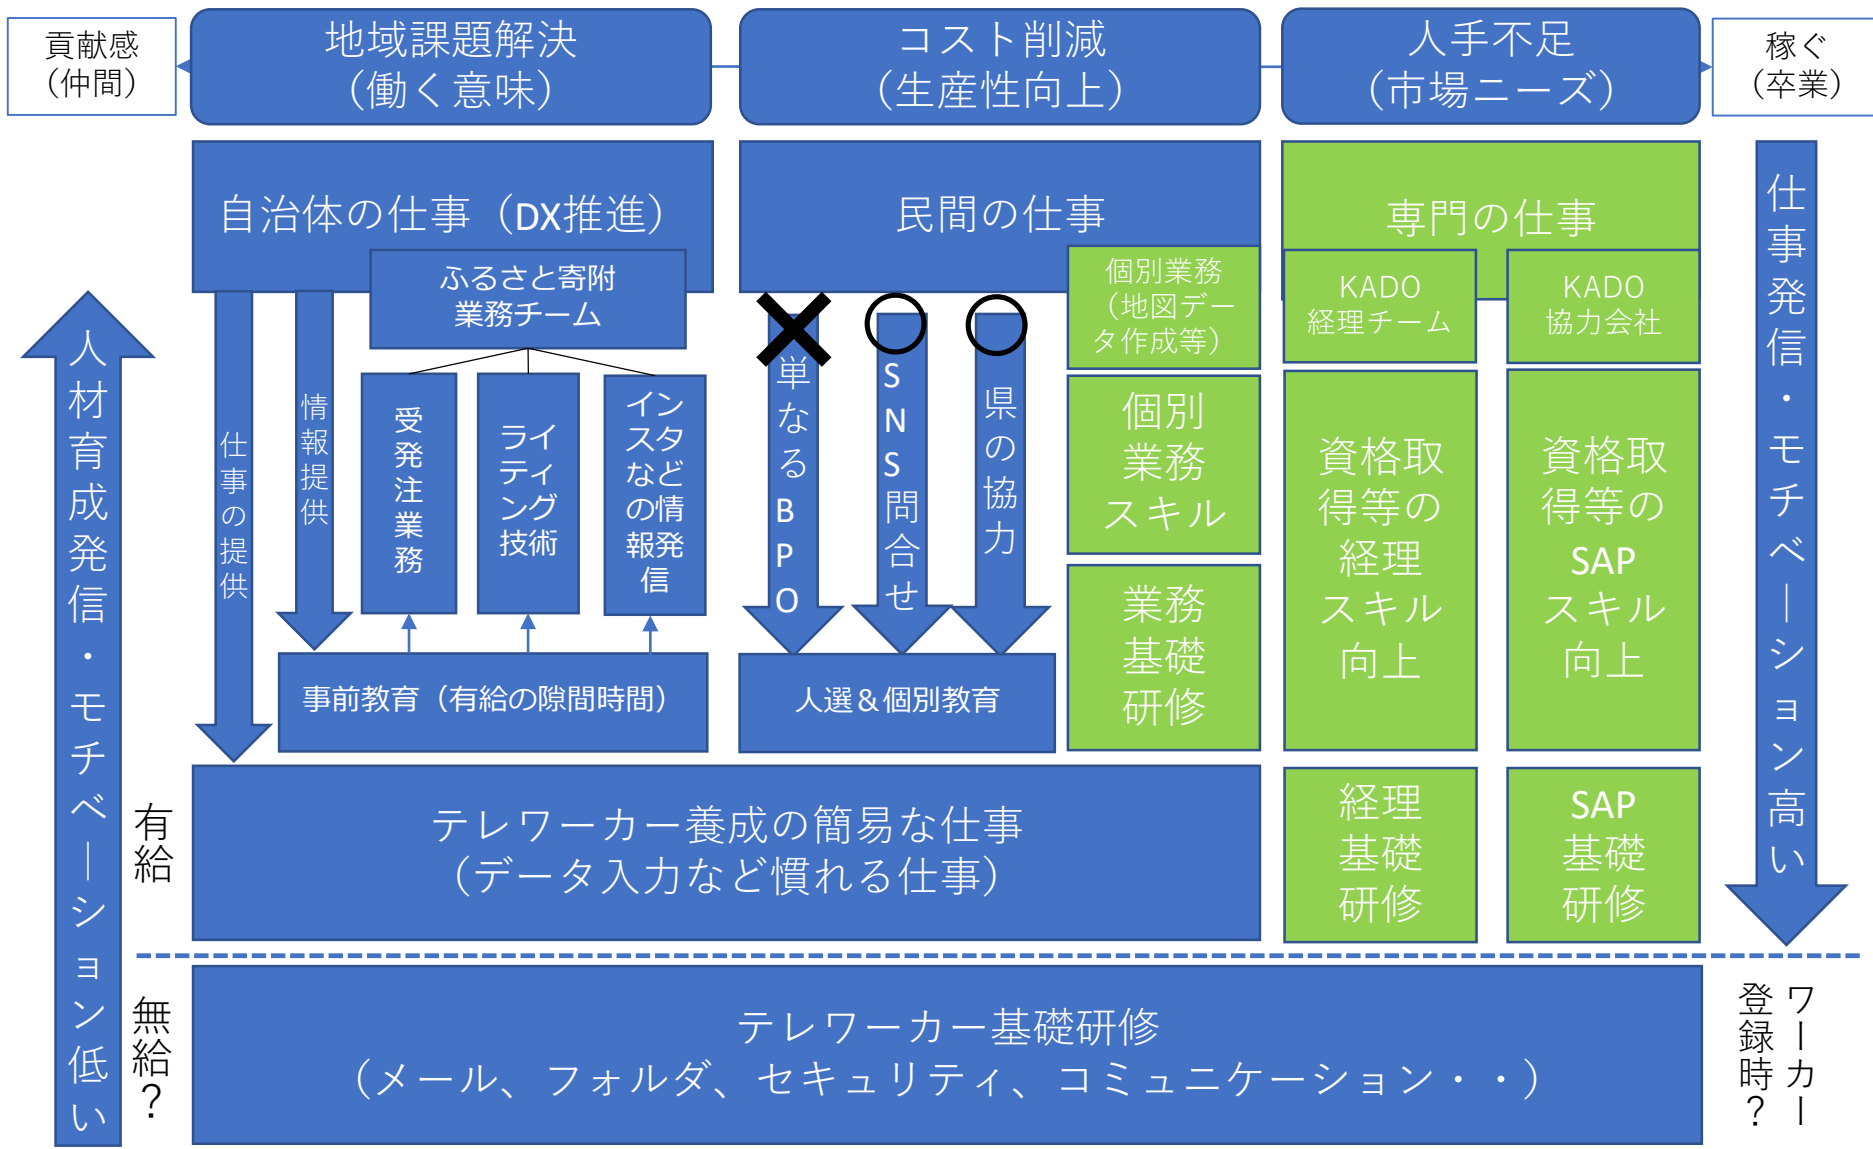 貢献感
（仲間）
地域課題解決
（働く意味）
コスト削減
（生産性向上）
人手不足
（市場ニーズ）
稼ぐ
（卒業）
自治体の仕事（DX推進）
民間の仕事
専門の仕事
ふるさと寄附
業務チーム
個別業務
（地図デー
タ作成等）
KADO
経理チーム
KADO
協力会社
人材育成発信・モチベーション低い
仕事の提供
情報提供
受発注業務
ライ
ティ
ング
技術
イン
スタ
など
の情
報発
信
単なるBPO
SNS問合せ
県の協力
個別
業務
スキル
資格取
得等の
経理
スキル
向上
資格取
得等の
SAP
スキル
向上
仕事発信・モチベーション高い
事前教育（有給の隙間時間）
人選＆個別教育
業務
基礎
研修
有給
テレワーカー養成の簡易な仕事
（データ入力など慣れる仕事）
経理
基礎
研修
SAP
基礎
研修
無給？
テレワーカー基礎研修
（メール、フォルダ、セキュリティ、コミュニケーション・・）
ワーカー
登録時？